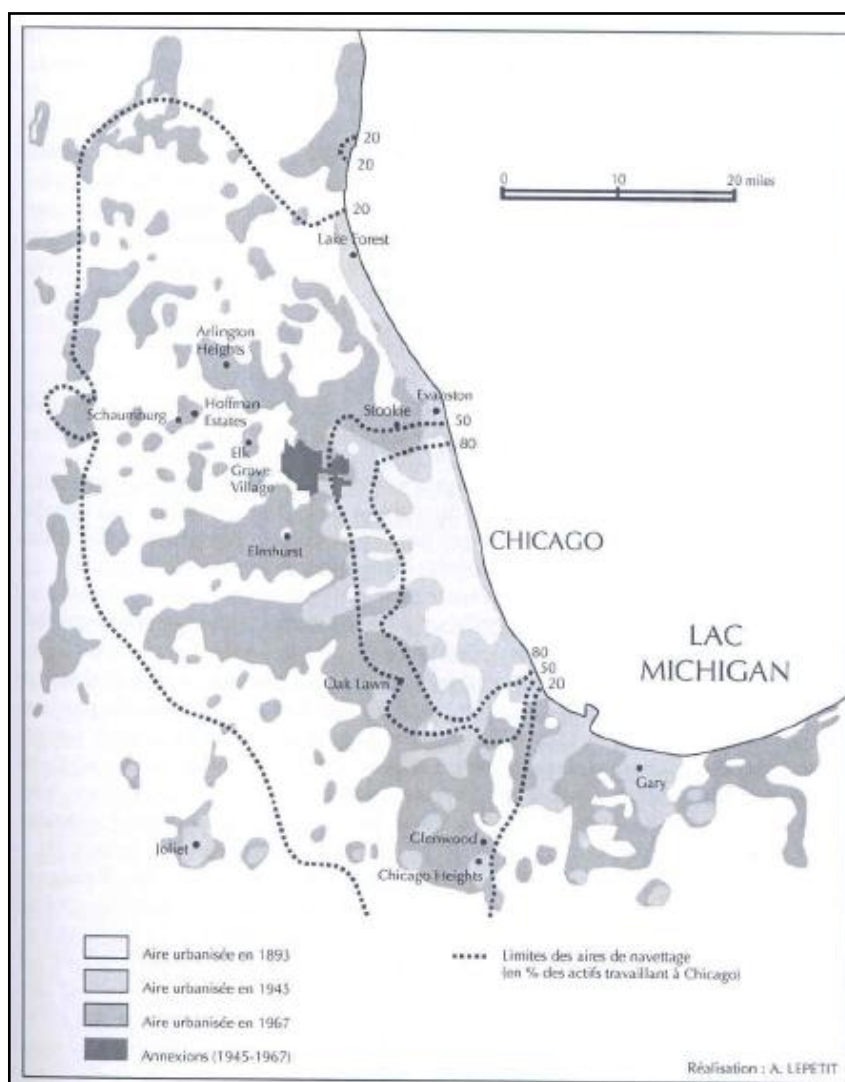 20
20
20
0 10 20 miles
Lake Forest
Arlington
Heights
Evanston
Skookie
50
Schaumburg
Hoffman
Estates
80
Elk
Grove
Village
CHICAGO
Elmhurst
LAC
MICHIGAN
80
50
20
Oak Lawn
Gary
Joliet
Clenwood
Chicago Heights
Aire urbanisée en 1893
Aire urbanisée en 1945
Aire urbanisée en 1967
Annexions (1945-1967)
Limites des aires de navettage
(en % des actifs travaillant à Chicago)
Réalisation : A. LEPETIT